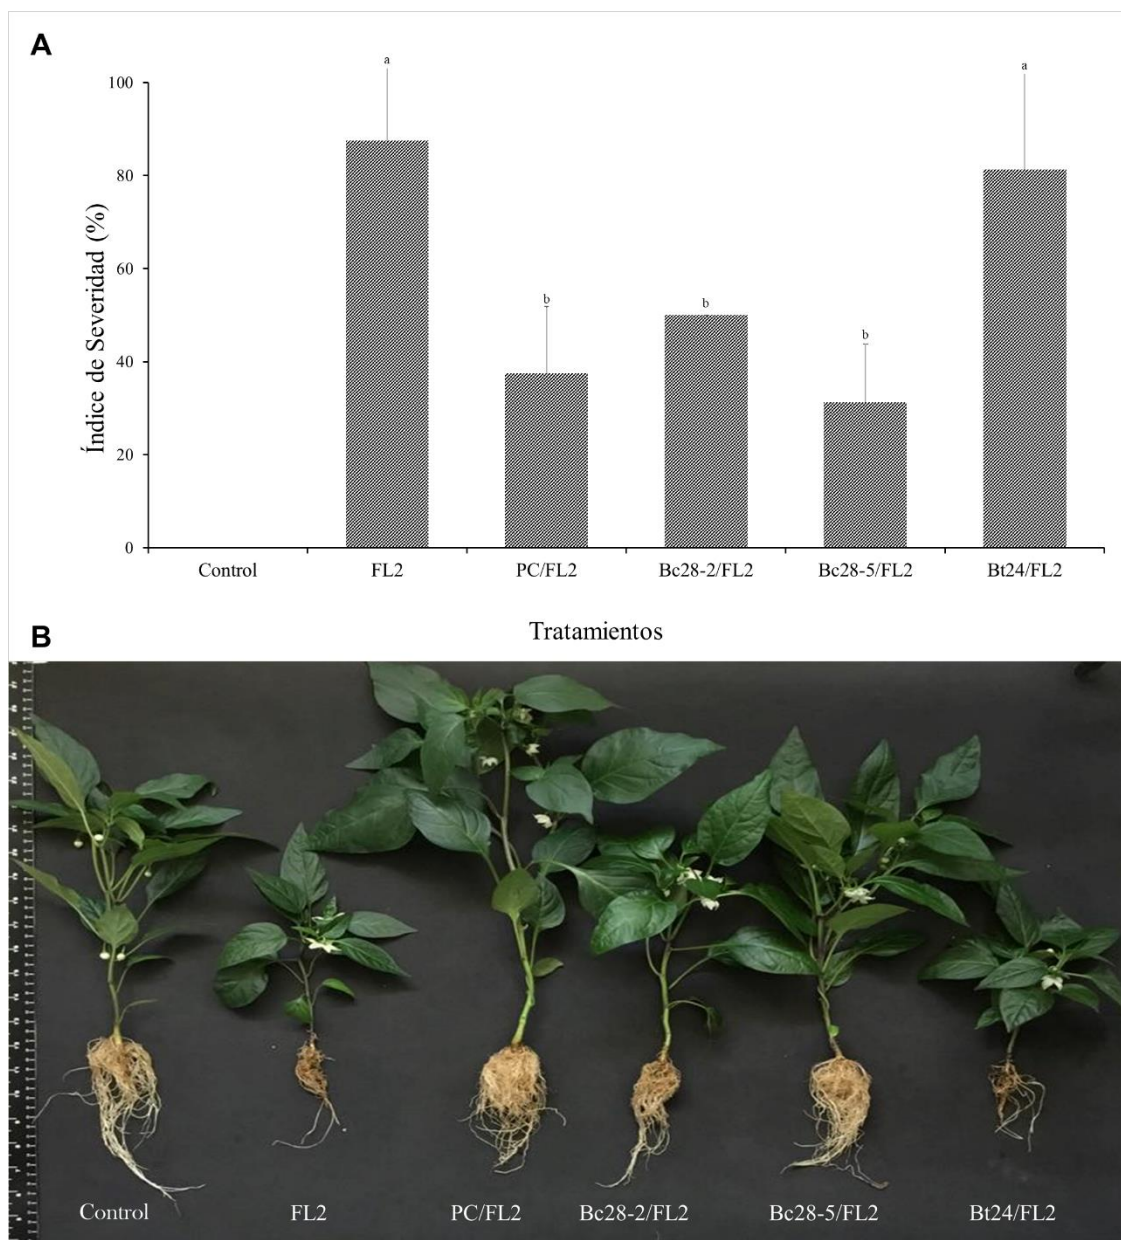 A
Índice de Severidad (%)
100
80
60
40
20
0
a
b
b
b
a
Control FL2 PC/FL2 Bc28-2/FL2 Bc28-5/FL2 Bt24/FL2
Tratamientos
B
Control FL2 PC/FL2 Bc28-2/FL2 Bc28-5/FL2 Bt24/FL2